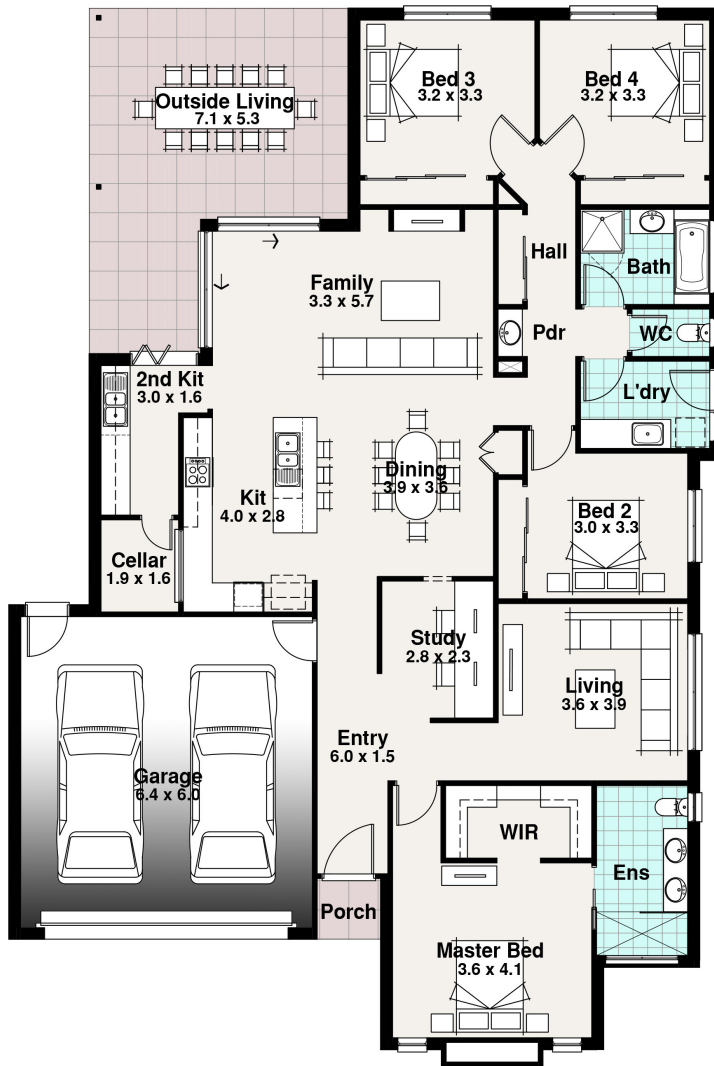 Bed 3
3.2 x 3.3
Bed 4
3.2 x 3.3
Outside Living
7.1 x 5.3
Hall
Bath
Family
3.3 x 5.7
Pdr
WC
2nd Kit
3.0 x 1.6
L'dry
Dining
3.9 x 3.6
Kit
4.0 x 2.8
Bed 2
3.0 x 3.3
Cellar
1.9 x 1.6
Study
2.8 x 2.3
Living
3.6 x 3.9
Entry
6.0 x 1.5
Garage
6.4 x 6.0
WIR
Ens
Porch
Master Bed
3.6 x 4.1